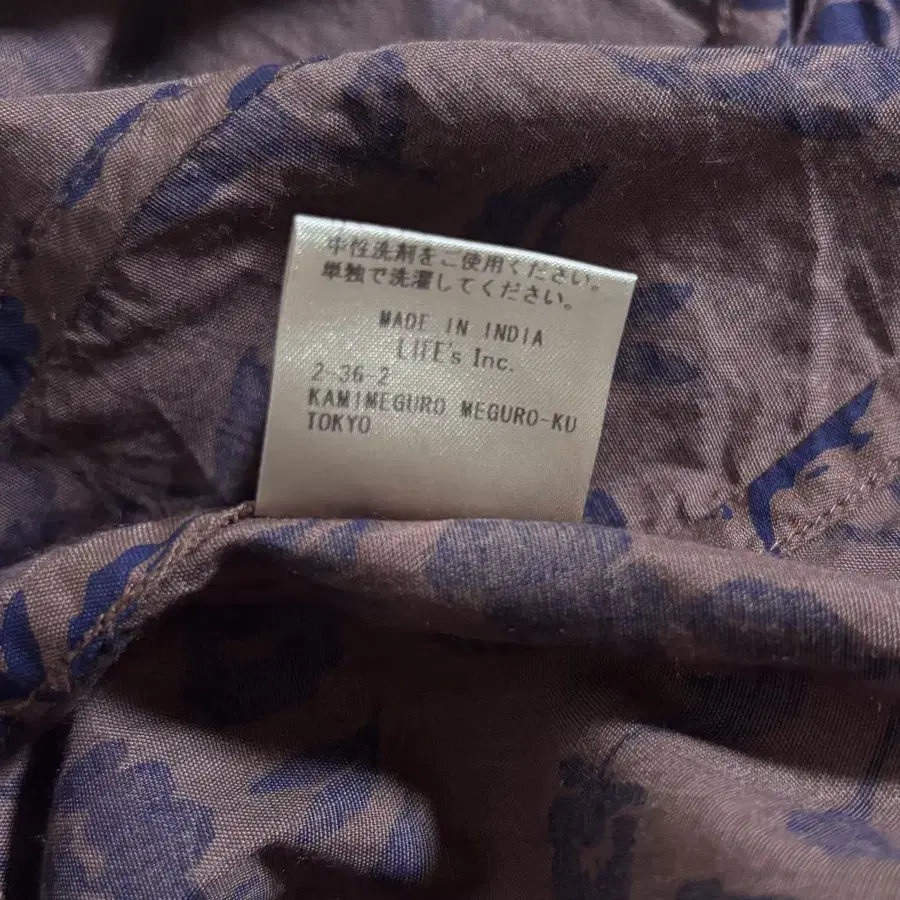 中性洗剤をご使用ください。
単独で洗濯してください。
MADE IN INDIA
LIFE's Inc.
2-36-2
KAMIMEGURO MEGURO-KU
TOKYO